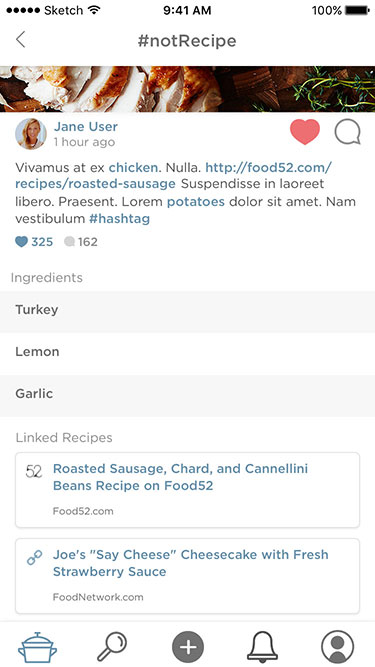 Sketch 9:41 AM 100%
#notRecipe
Jane User
1 hour ago
Vivamus at ex chicken. Nulla. http://food52.com/
recipes/roasted-sausage Suspendisse in laoreet
libero. Praesent. Lorem potatoes dolor sit amet. Nam
vestibulum #hashtag
325 162
Ingredients
Turkey
Lemon
Garlic
Linked Recipes
52 Roasted Sausage, Chard, and Cannellini
Beans Recipe on Food52
Food52.com
Joe's "Say Cheese" Cheesecake with Fresh
Strawberry Sauce
FoodNetwork.com